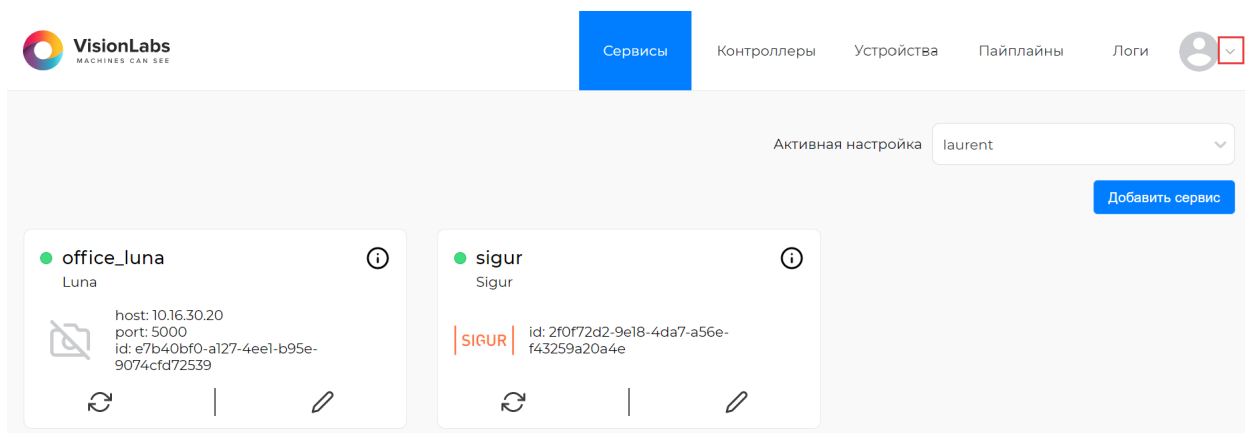 VisionLabs
MACHINES CAN SEE
Сервисы
Контроллеры
Устройства
Пайплайны
Логи
Активная настройка
laurent
Добавить сервис
office_luna
Luna
host: 10.16.30.20
port: 5000
id: e7b40bf0-a127-4ee1-b95e-
9074cfd72539
sigur
Sigur
SIGUR
id: 2f0f72d2-9e18-4da7-a56e-
f43259a20a4e